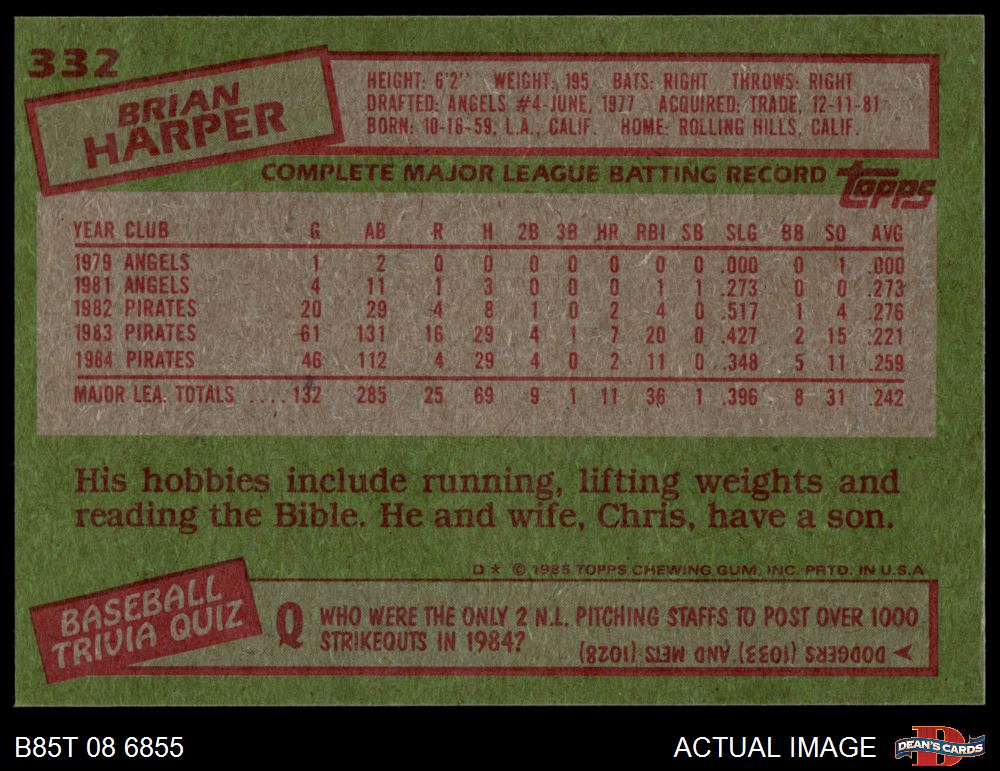 332
BRIAN
HARPER
HEIGHT: 6'2" WEIGHT: 195 BATS: RIGHT THROWS: RIGHT
DRAFTED: ANGELS #4-JUNE, 1977 ACQUIRED: TRADE, 12-11-81
BORN: 10-16-59, L.A., CALIF. HOME: ROLLING HILLS, CALIF.
COMPLETE MAJOR LEAGUE BATTING RECORD topps
YEAR CLUB G AB R H 2B 3B HR RBI SB SLG BB SO AVG
1979 ANGELS 1 2 0 0 0 0 0 0 0 .000 0 1 .000
1981 ANGELS 4 11 1 3 0 0 0 1 1 .273 0 0 .273
1982 PIRATES 20 29 4 8 1 0 2 4 0 .517 1 4 .276
1983 PIRATES 61 131 16 29 4 1 7 20 0 .427 2 15 .221
1984 PIRATES 46 112 4 29 4 0 2 11 0 .348 5 11 .259
MAJOR LEA. TOTALS ....132 285 25 69 9 1 11 36 1 .396 8 31 .242
His hobbies include running, lifting weights and
reading the Bible. He and wife, Chris, have a son.
D ★ © 1985 TOPPS CHEWING GUM, INC. PRTD. IN U.S.A
BASEBALL
TRIVIA QUIZ
Q WHO WERE THE ONLY 2 N.L. PITCHING STAFFS TO POST OVER 1000
STRIKEOUTS IN 1984?
➤ DODGERS (1033) AND METS (1028)
B85T 08 6855
ACTUAL IMAGE
D
DEAN'S CARDS